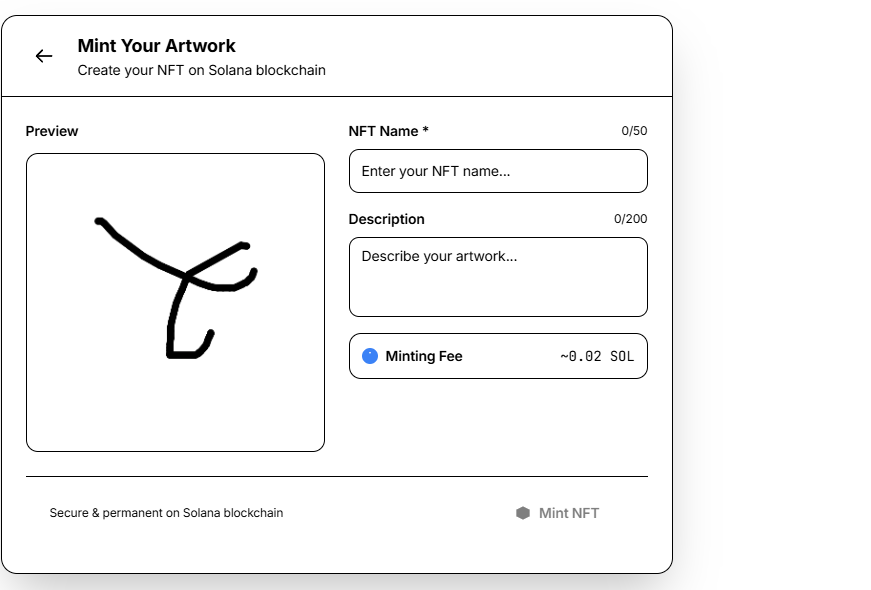 Mint Your Artwork
Create your NFT on Solana blockchain
Preview
NFT Name *
0/50
Enter your NFT name...
Description
0/200
Describe your artwork...
Minting Fee
~0.02 SOL
Secure & permanent on Solana blockchain
Mint NFT